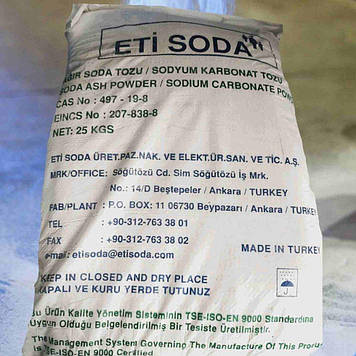 ETİ SODA
AĞIR SODA TOZU / SODYUM KARBONAT TOZU
SODA ASH POWDER / SODIUM CARBONATE
CAS No : 497 - 19-8
EINCS No : 207-838-8
NET: 25 KGS
ETİ SODA ÜRET.PAZ.NAK. VE ELEKT.ÜR.SAN. VE TİC. A.Ş.
MRK/OFFICE: Söğütözü Cd. Sim Söğütözü İş Mrk.
No.: 14/D Beştepeler / Ankara / TURKEY
FAB/PLANT : P.O. BOX: 11 06730 Beypazarı / Ankara / TURKEY
TEL : +90-312-763 38 01
FAX : +90-312-763 38 02
e-mail : etisoda@etisoda.com
MADE IN TURKEY
KEEP IN CLOSED AND DRY PLACE
KAPALI VE KURU YERDE TUTUNUZ
Bu Ürün Kalite Yönetim Sisteminin TSE-ISO-EN 9000 Standardına
Uygun Olduğu Belgelendirilmiş Bir Tesiste Üretilmiştir.
The Management System Governing The Manufacture Of This Product
Is TSE-ISO-EN 9000 Certified